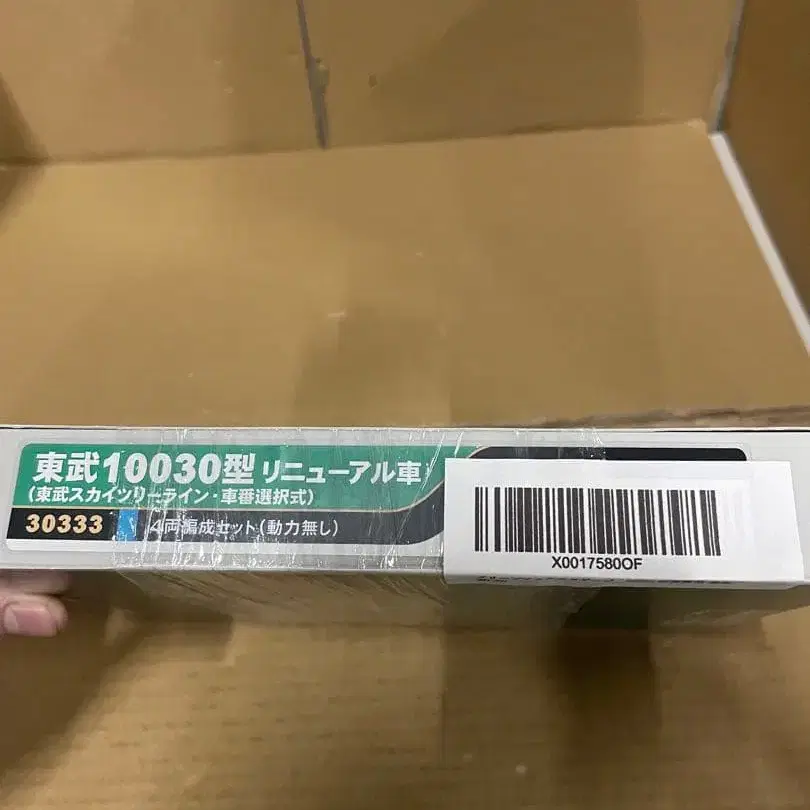 東武10030型 リニューアル車
(東武スカイツリーライン・車番選択式)
30333 4両編成セット(動力無し)
X0017580OF